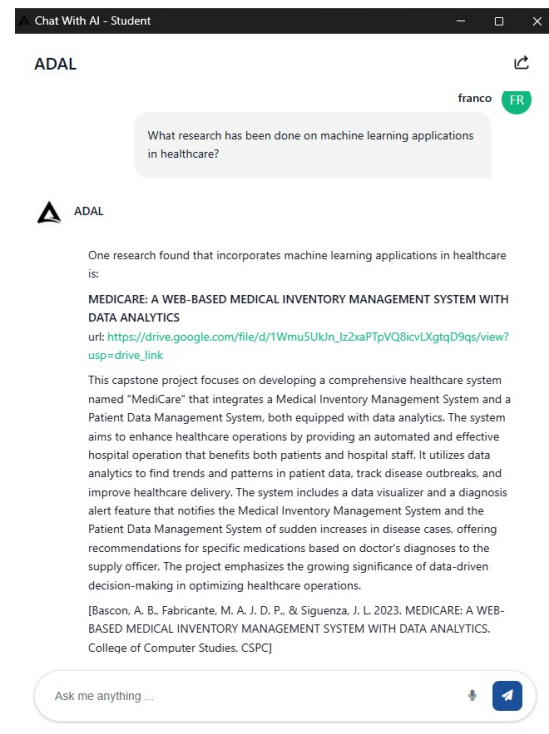 Chat With AI - Student
ADAL
franco
FR
What research has been done on machine learning applications
in healthcare?
ADAL
One research found that incorporates machine learning applications in healthcare
is:
MEDICARE: A WEB-BASED MEDICAL INVENTORY MANAGEMENT SYSTEM WITH
DATA ANALYTICS
url: https://drive.google.com/file/d/1Wmu5UkJn_Iz2xaPTpVQ8icvLXgtqD9qs/view?
usp=drive_link
This capstone project focuses on developing a comprehensive healthcare system
named "MediCare" that integrates a Medical Inventory Management System and a
Patient Data Management System, both equipped with data analytics. The system
aims to enhance healthcare operations by providing an automated and effective
hospital operation that benefits both patients and hospital staff. It utilizes data
analytics to find trends and patterns in patient data, track disease outbreaks, and
improve healthcare delivery. The system includes a data visualizer and a diagnosis
alert feature that notifies the Medical Inventory Management System and the
Patient Data Management System of sudden increases in disease cases, offering
recommendations for specific medications based on doctor's diagnoses to the
supply officer. The project emphasizes the growing significance of data-driven
decision-making in optimizing healthcare operations.
[Bascon, A. B., Fabricante, M. A. J. D. P., & Siguenza, J. L. 2023. MEDICARE: A WEB-
BASED MEDICAL INVENTORY MANAGEMENT SYSTEM WITH DATA ANALYTICS.
College of Computer Studies, CSPC]
Ask me anything ...